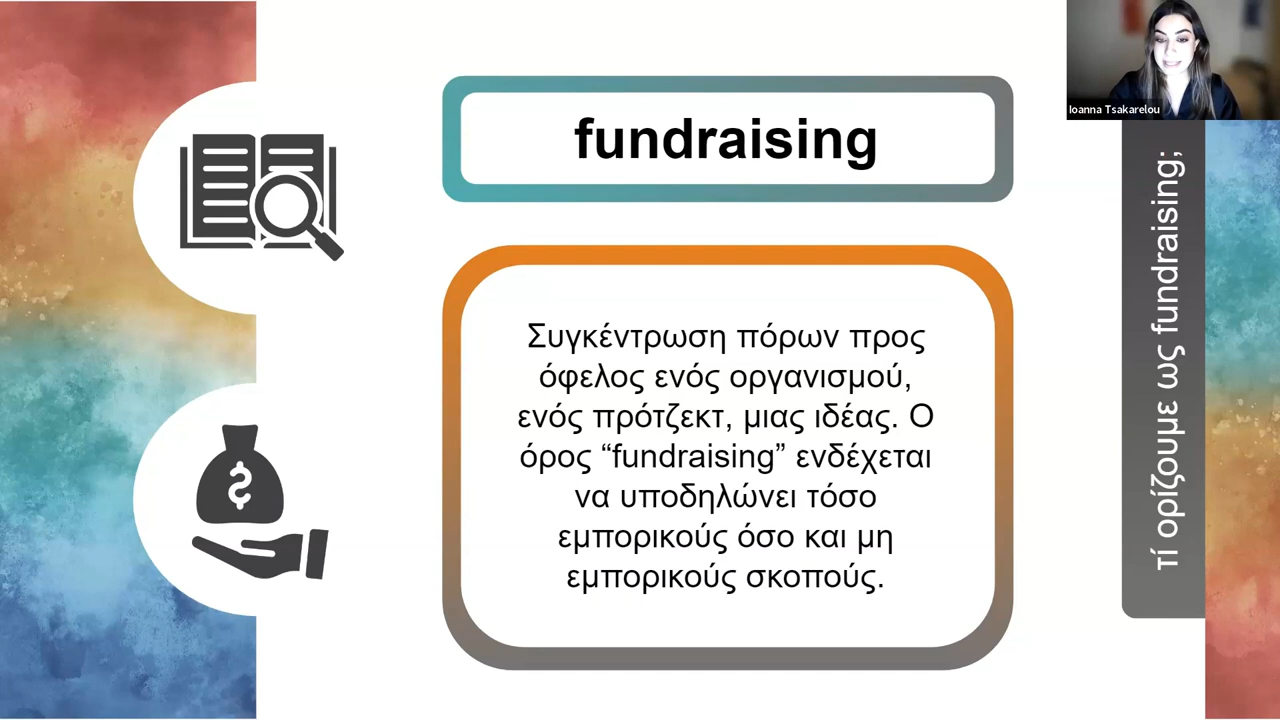 fundraising
Συγκέντρωση πόρων προς
όφελος ενός οργανισμού,
ενός πρότζεκτ, μιας ιδέας. Ο
όρος “fundraising” ενδέχεται
να υποδηλώνει τόσο
εμπορικούς όσο και μη
εμπορικούς σκοπούς.
τί ορίζουμε ως fundraising;
Ioanna Tsakarelou